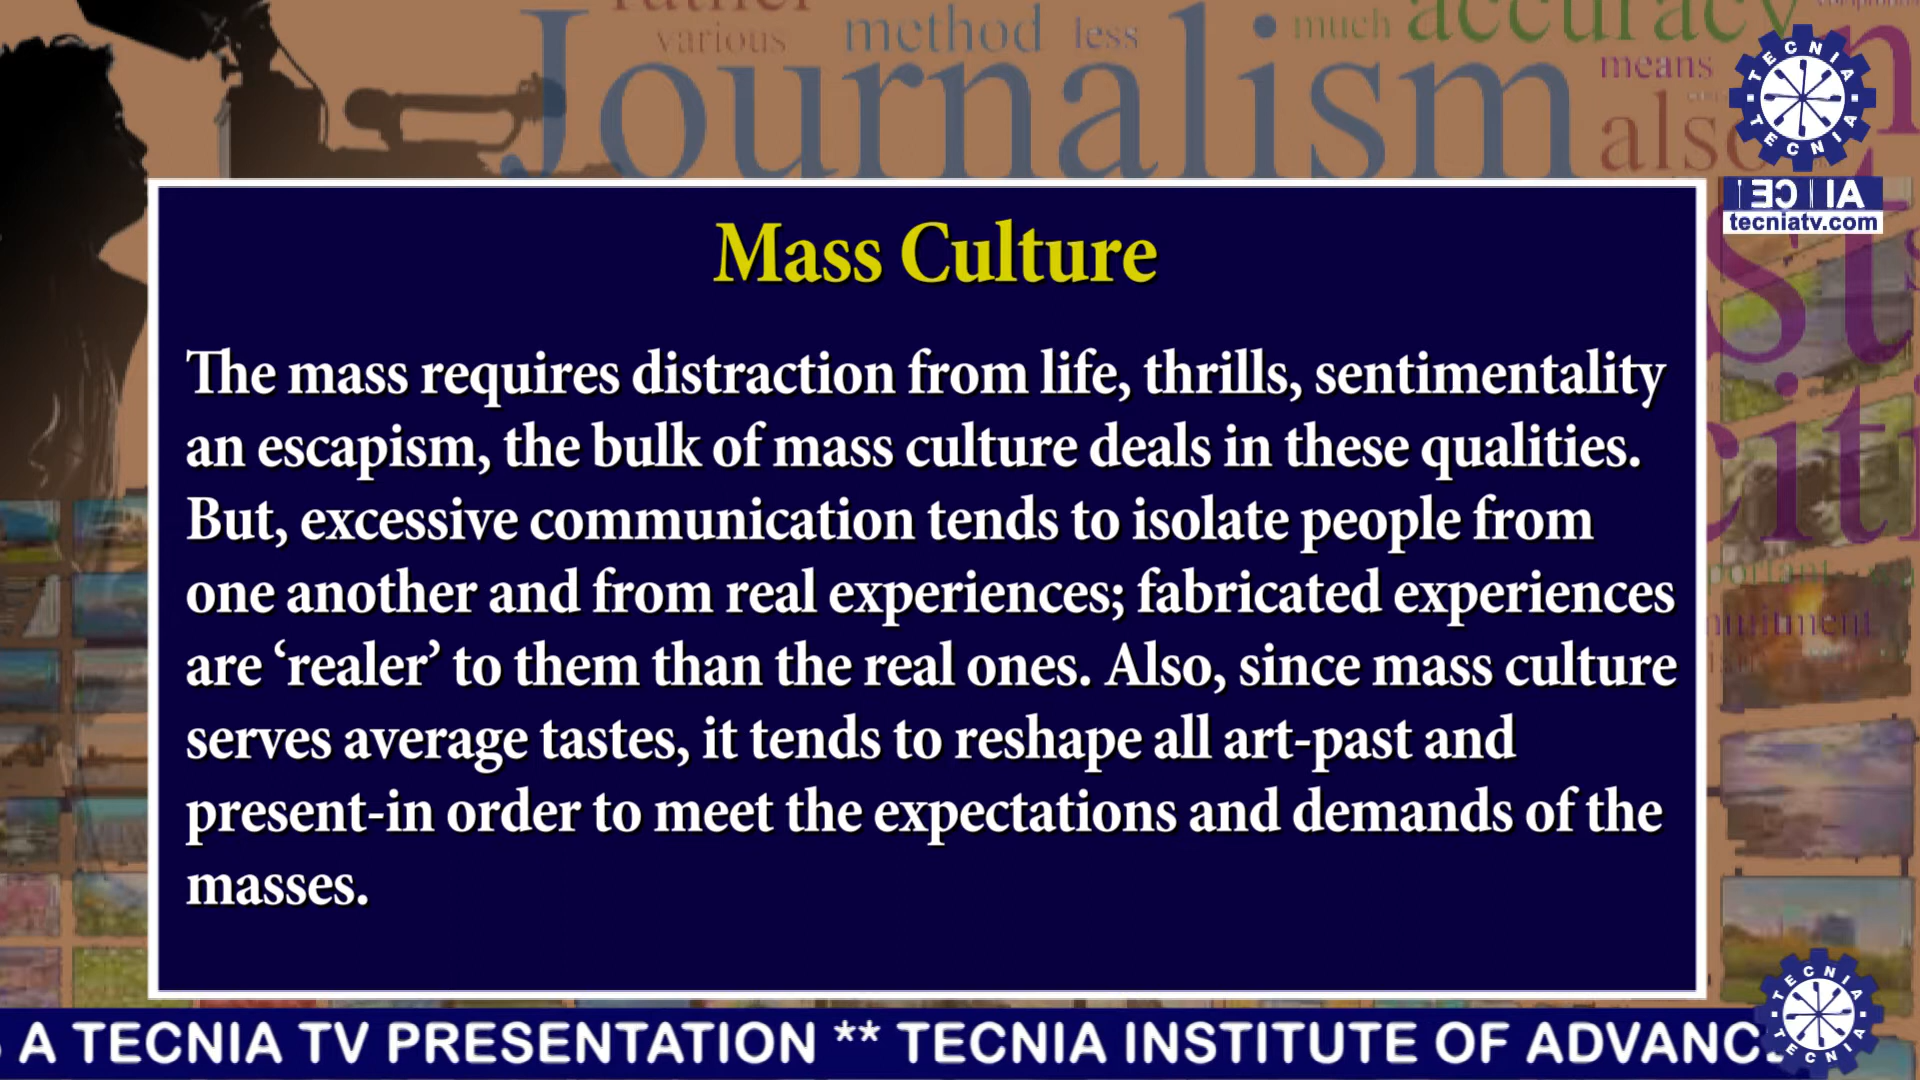 rather
various method less much accuracy
Journalism
means
also
TECNIA TECNIA
tecniatv.com
Mass Culture
The mass requires distraction from life, thrills, sentimentality
an escapism, the bulk of mass culture deals in these qualities.
But, excessive communication tends to isolate people from
one another and from real experiences; fabricated experiences
are ‘realer’ to them than the real ones. Also, since mass culture
serves average tastes, it tends to reshape all art-past and
present-in order to meet the expectations and demands of the
masses.
TECNIA TECNIA
A TECNIA TV PRESENTATION ** TECNIA INSTITUTE OF ADVANC